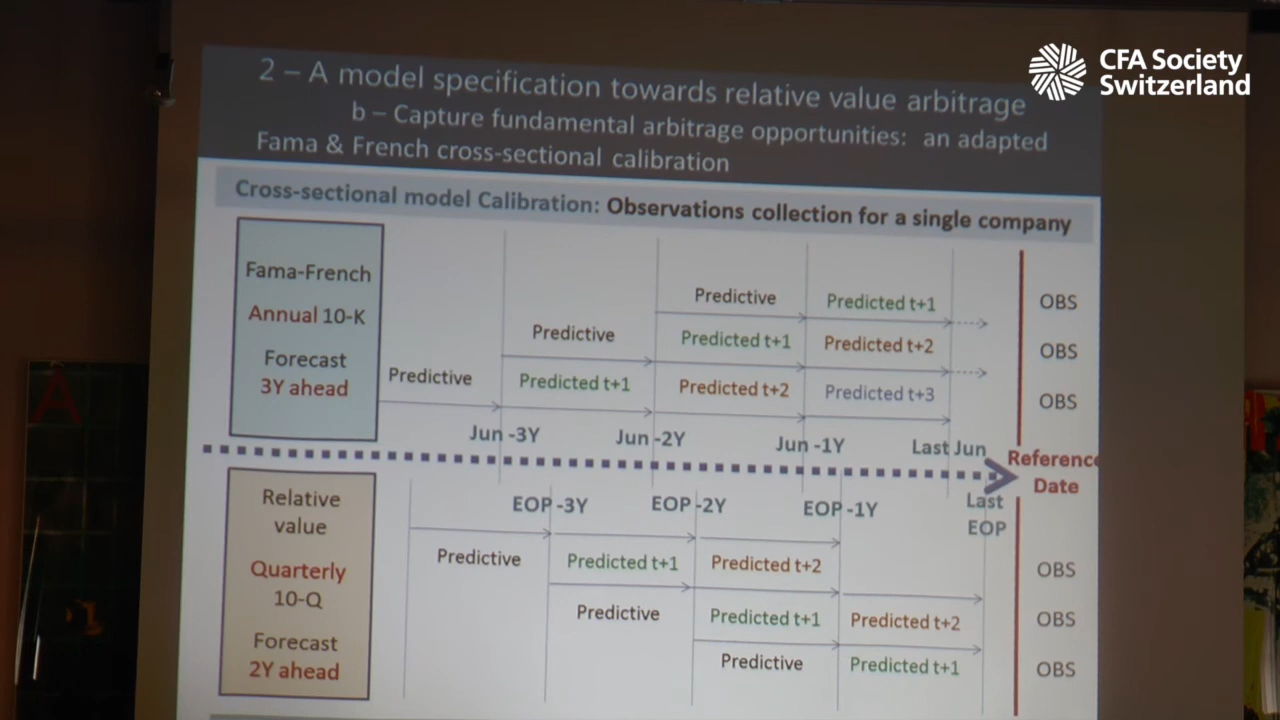 CFA Society
Switzerland
2 – A model specification towards relative value arbitrage
b – Capture fundamental arbitrage opportunities: an adapted
Fama & French cross-sectional calibration
Cross-sectional model Calibration: Observations collection for a single company
Fama-French
Annual 10-K
Forecast
3Y ahead
Predictive Predicted t+1 OBS
Predictive Predicted t+1 Predicted t+2 OBS
Predictive Predicted t+1 Predicted t+2 Predicted t+3 OBS
Jun -3Y Jun -2Y Jun -1Y Last Jun
Reference
Date
EOP -3Y EOP -2Y EOP -1Y Last
EOP
Relative
value
Quarterly
10-Q
Forecast
2Y ahead
Predictive Predicted t+1 Predicted t+2 OBS
Predictive Predicted t+1 Predicted t+2 OBS
Predictive Predicted t+1 OBS